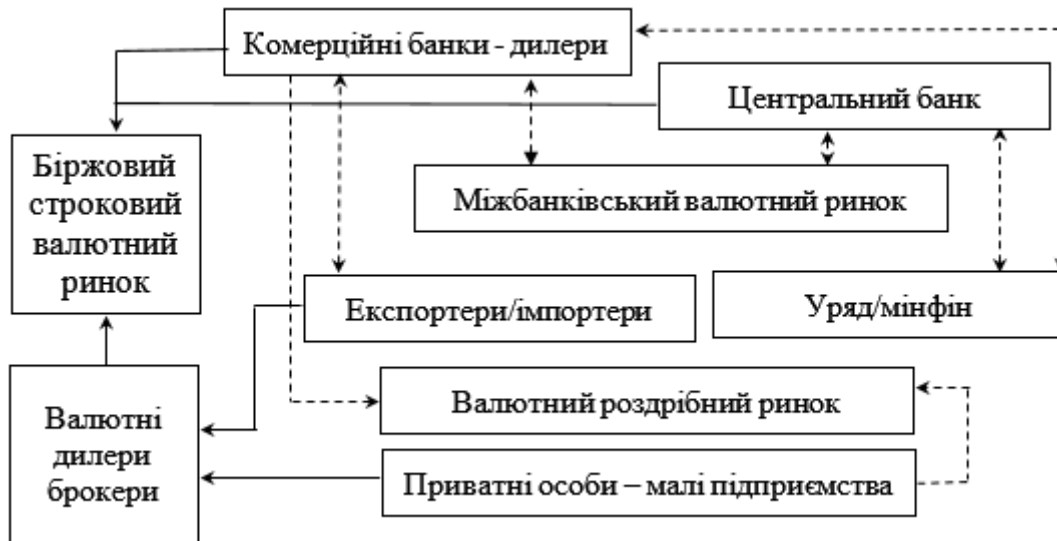 Комерційні банки - дилери
Центральний банк
Біржовий
строковий
валютний
ринок
Міжбанківський валютний ринок
Експортери/імпортери
Уряд/мінфін
Валютні
дилери
брокери
Валютний роздрібний ринок
Приватні особи – малі підприємства